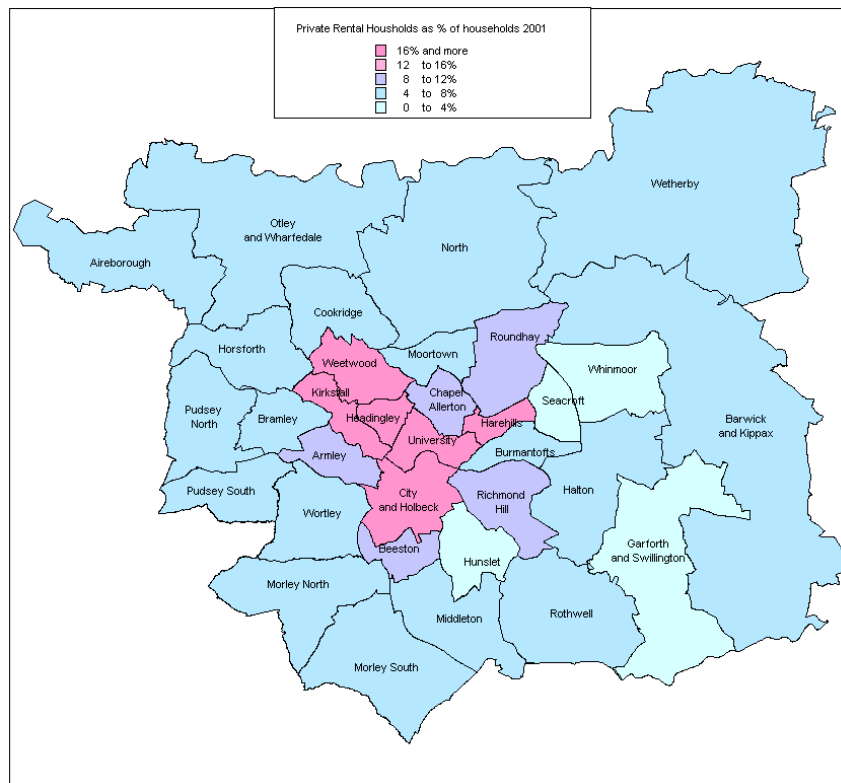 Private Rental Housholds as % of households 2001
16% and more
12 to 16%
8 to 12%
4 to 8%
0 to 4%
Wetherby
Otley
and Wharfedale
North
Aireborough
Cookridge
Horsforth
Moortown
Roundhay
Weetwood
Whinmoor
Kirkstall
Chapel
Allerton
Seacroft
Pudsey
North
Bramley
Headingley
Harehills
Barwick
and Kippax
University
Armley
Burmantofts
Pudsey South
City
and Holbeck
Richmond
Hill
Halton
Wortley
Garforth
and Swillington
Beeston
Hunslet
Morley North
Middleton
Rothwell
Morley South